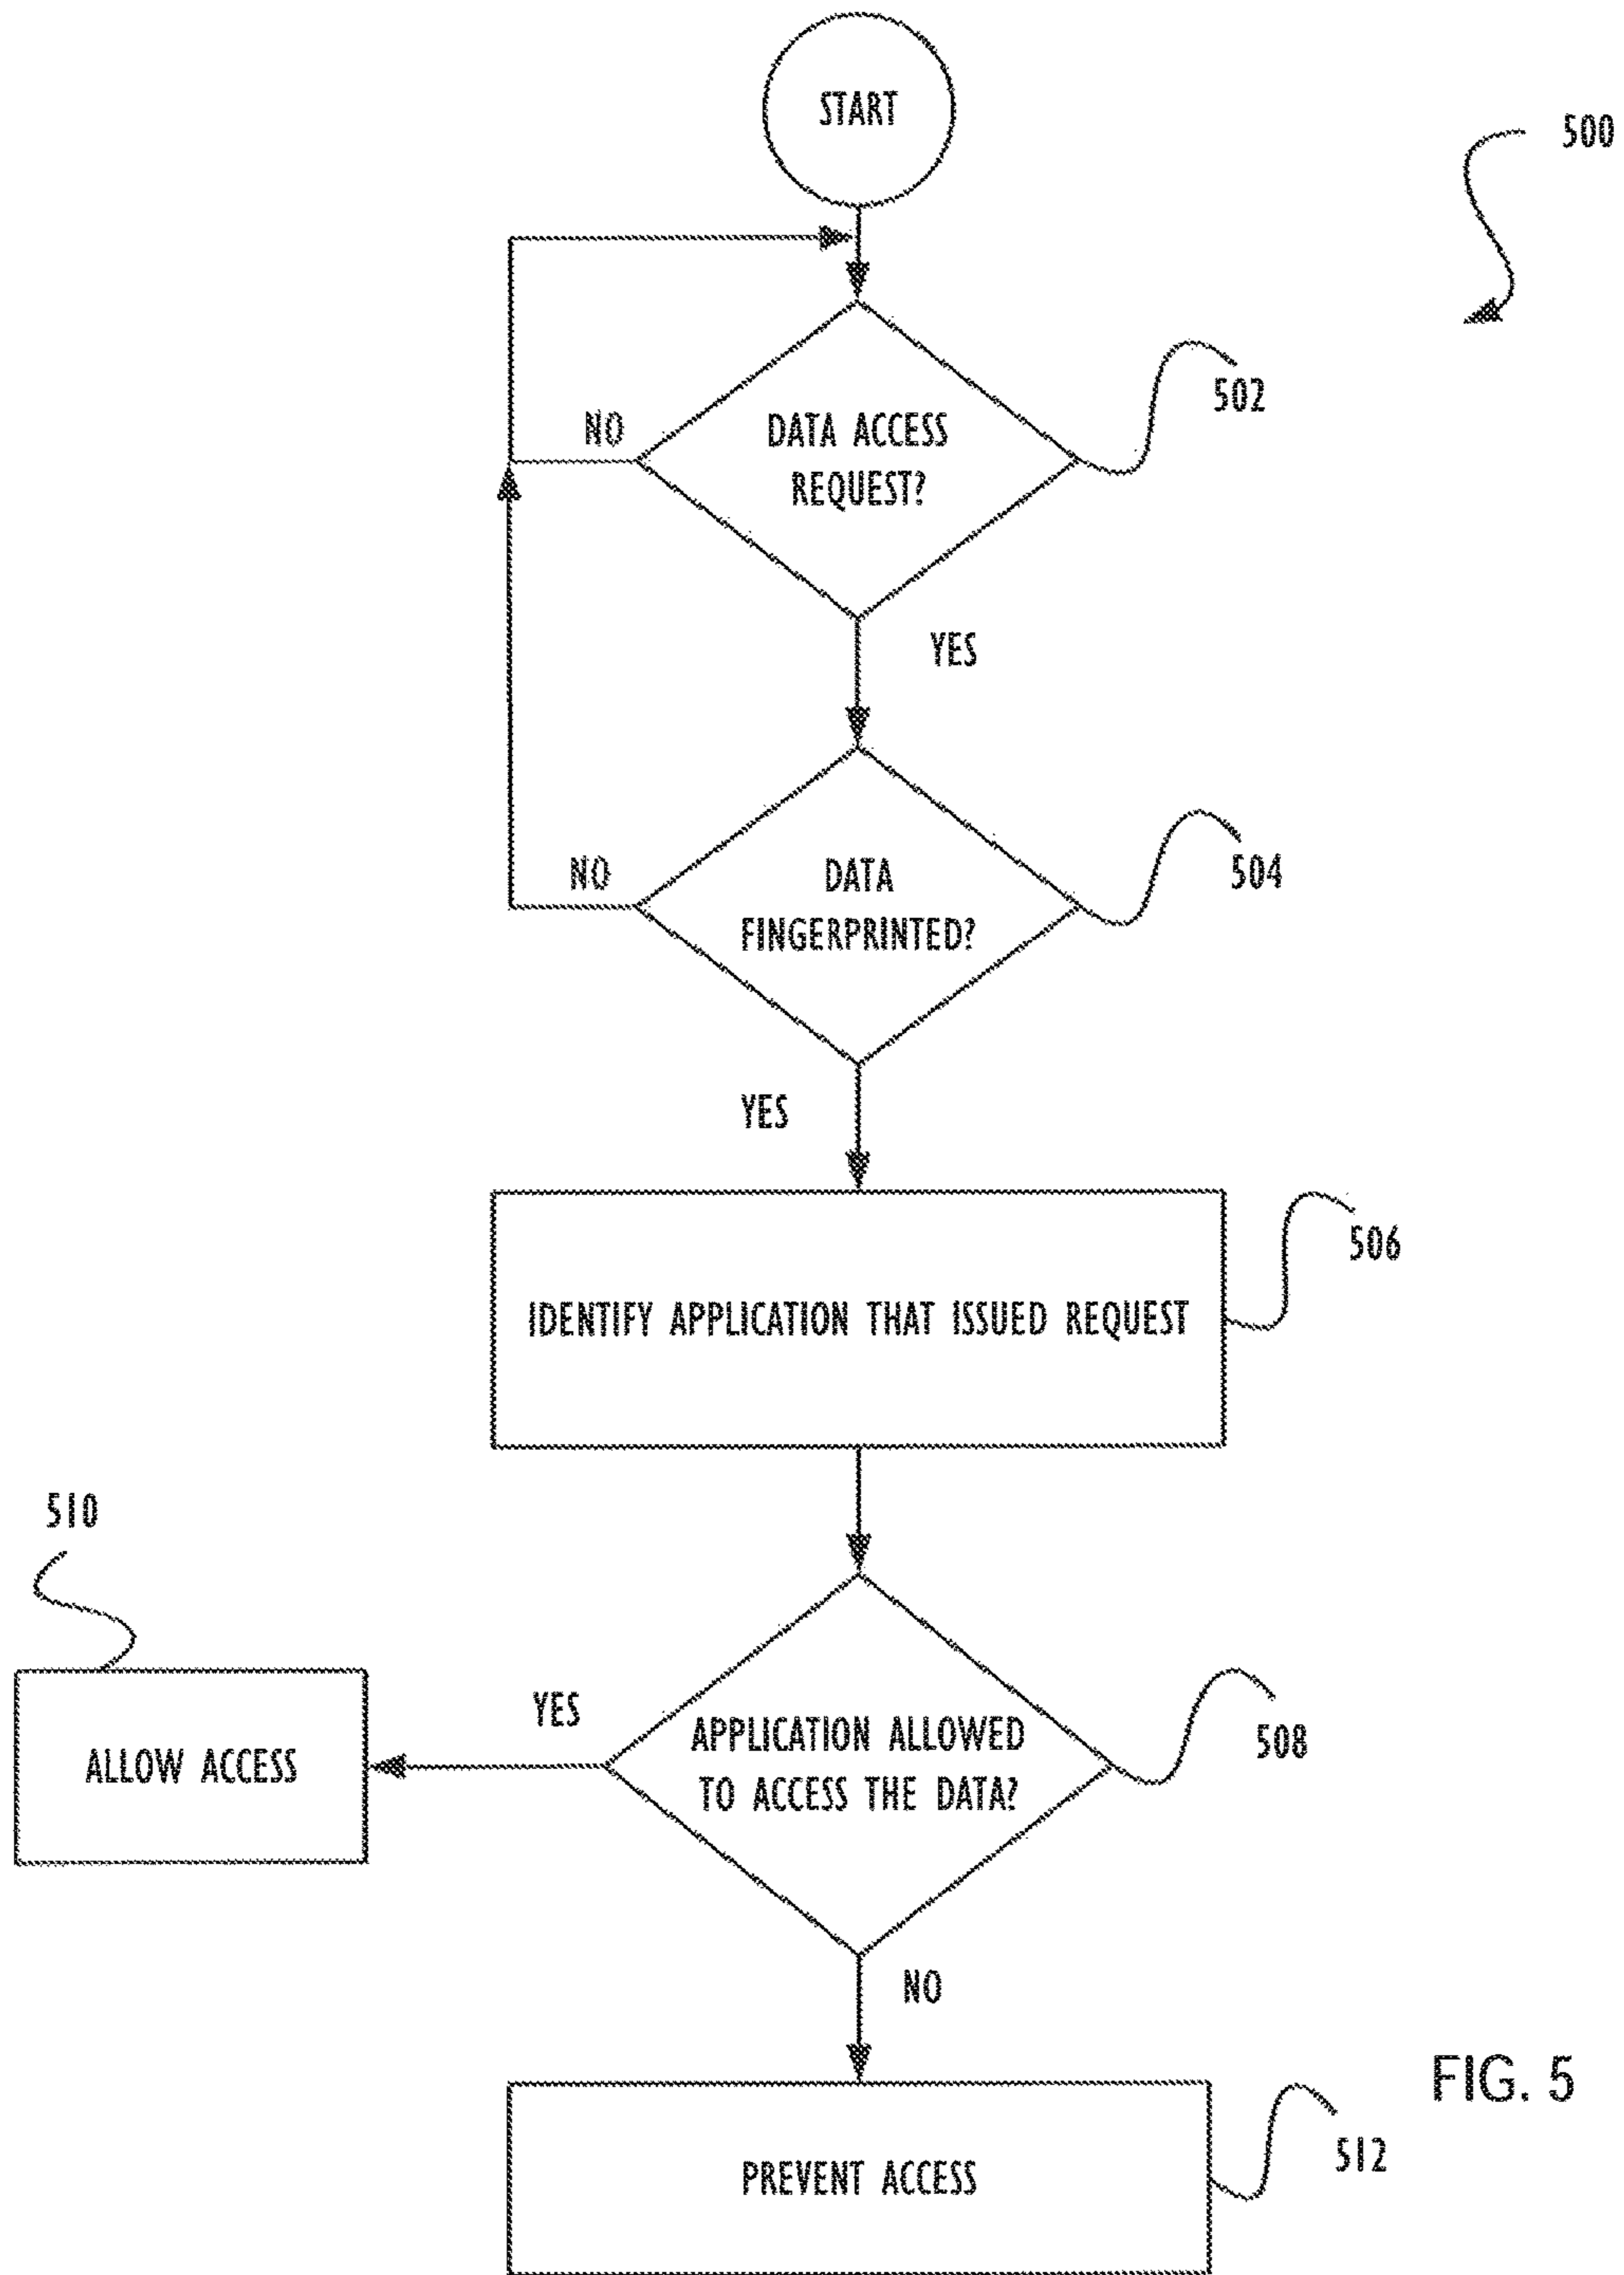 START
500
502
NO
DATA ACCESS
REQUEST?
YES
504
NO
DATA
FINGERPRINTED?
YES
506
IDENTIFY APPLICATION THAT ISSUED REQUEST
510
YES
APPLICATION ALLOWED
TO ACCESS THE DATA?
508
ALLOW ACCESS
NO
FIG. 5
512
PREVENT ACCESS